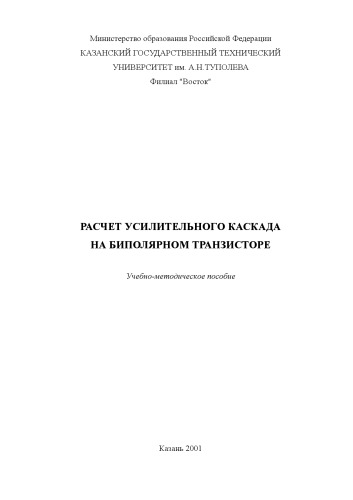 Министерство образования Российской Федерации
КАЗАНСКИЙ ГОСУДАРСТВЕННЫЙ ТЕХНИЧЕСКИЙ
УНИВЕРСИТЕТ им. А.Н.ТУПОЛЕВА
Филиал "Восток"
РАСЧЕТ УСИЛИТЕЛЬНОГО КАСКАДА
НА БИПОЛЯРНОМ ТРАНЗИСТОРЕ
Учебно-методическое пособие
Казань 2001